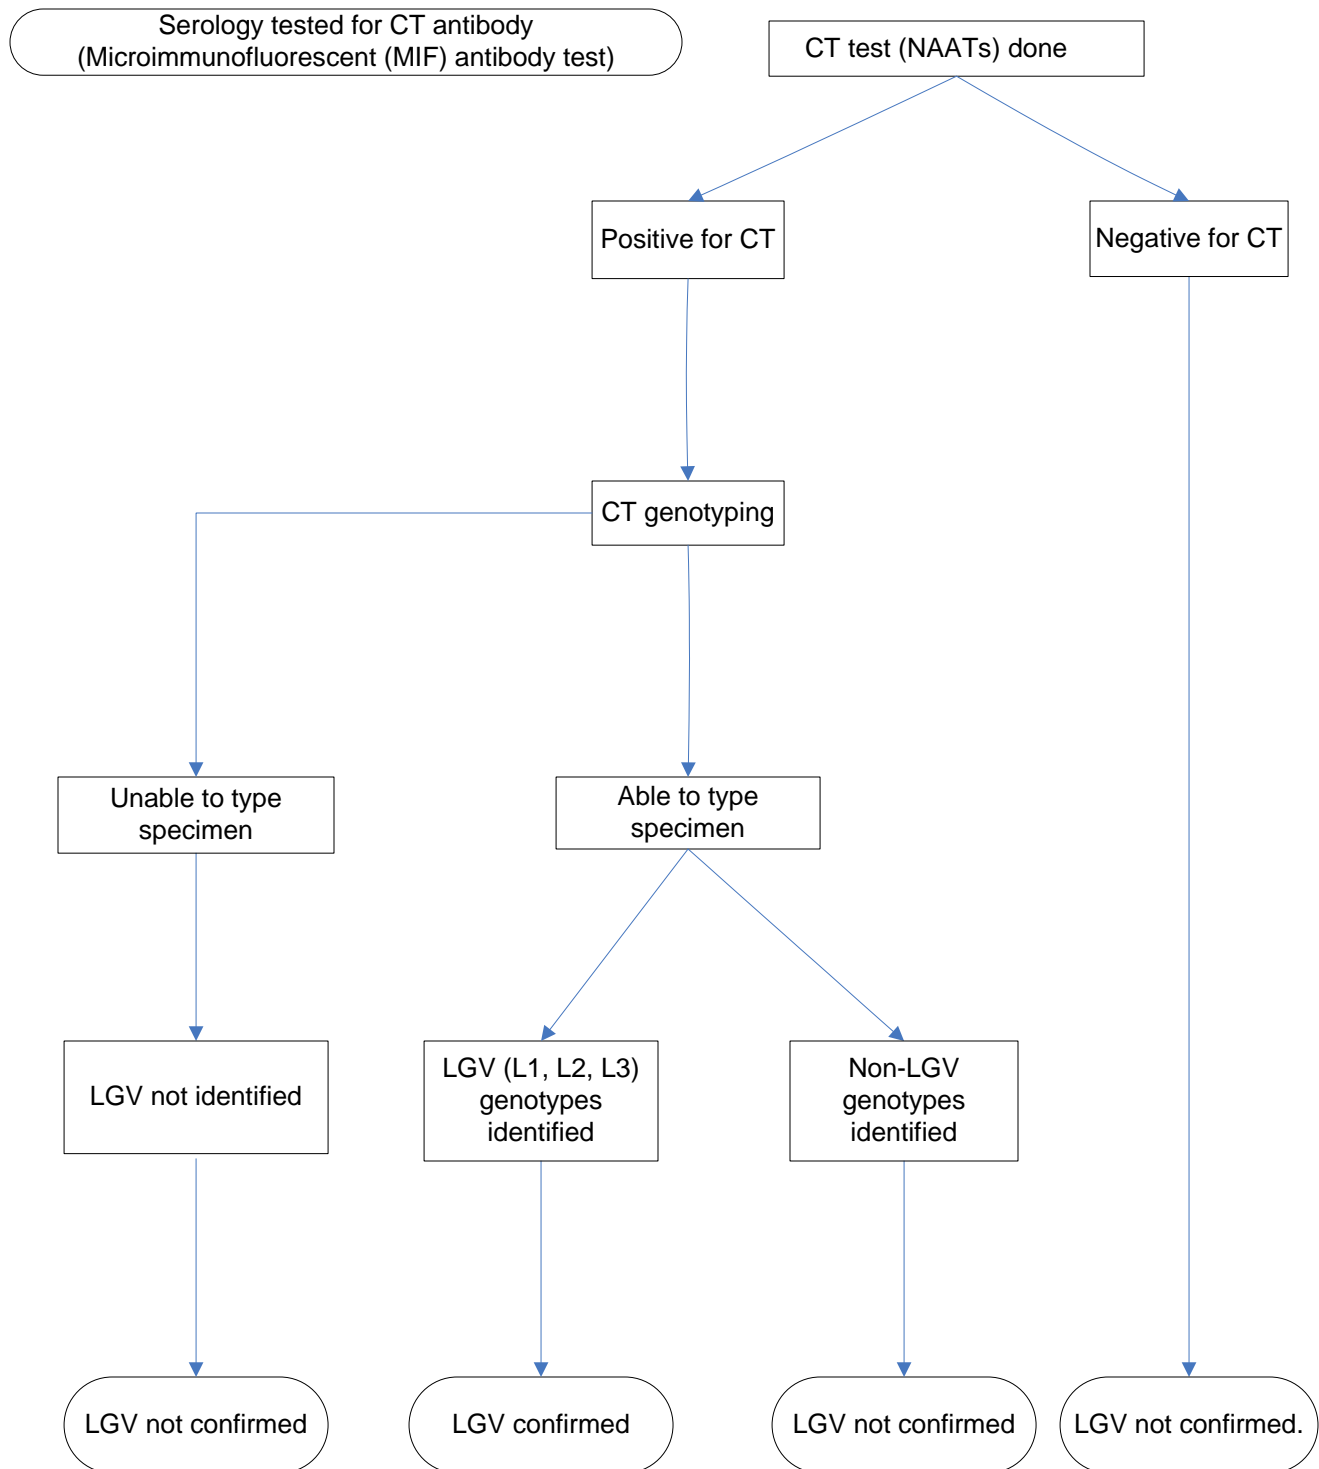 Serology tested for CT antibody
(Microimmunofluorescent (MIF) antibody test)
CT test (NAATs) done
Positive for CT
Negative for CT
CT genotyping
Unable to type
specimen
Able to type
specimen
LGV not identified
LGV (L1, L2, L3)
genotypes
identified
Non-LGV
genotypes
identified
LGV not confirmed
LGV confirmed
LGV not confirmed
LGV not confirmed.